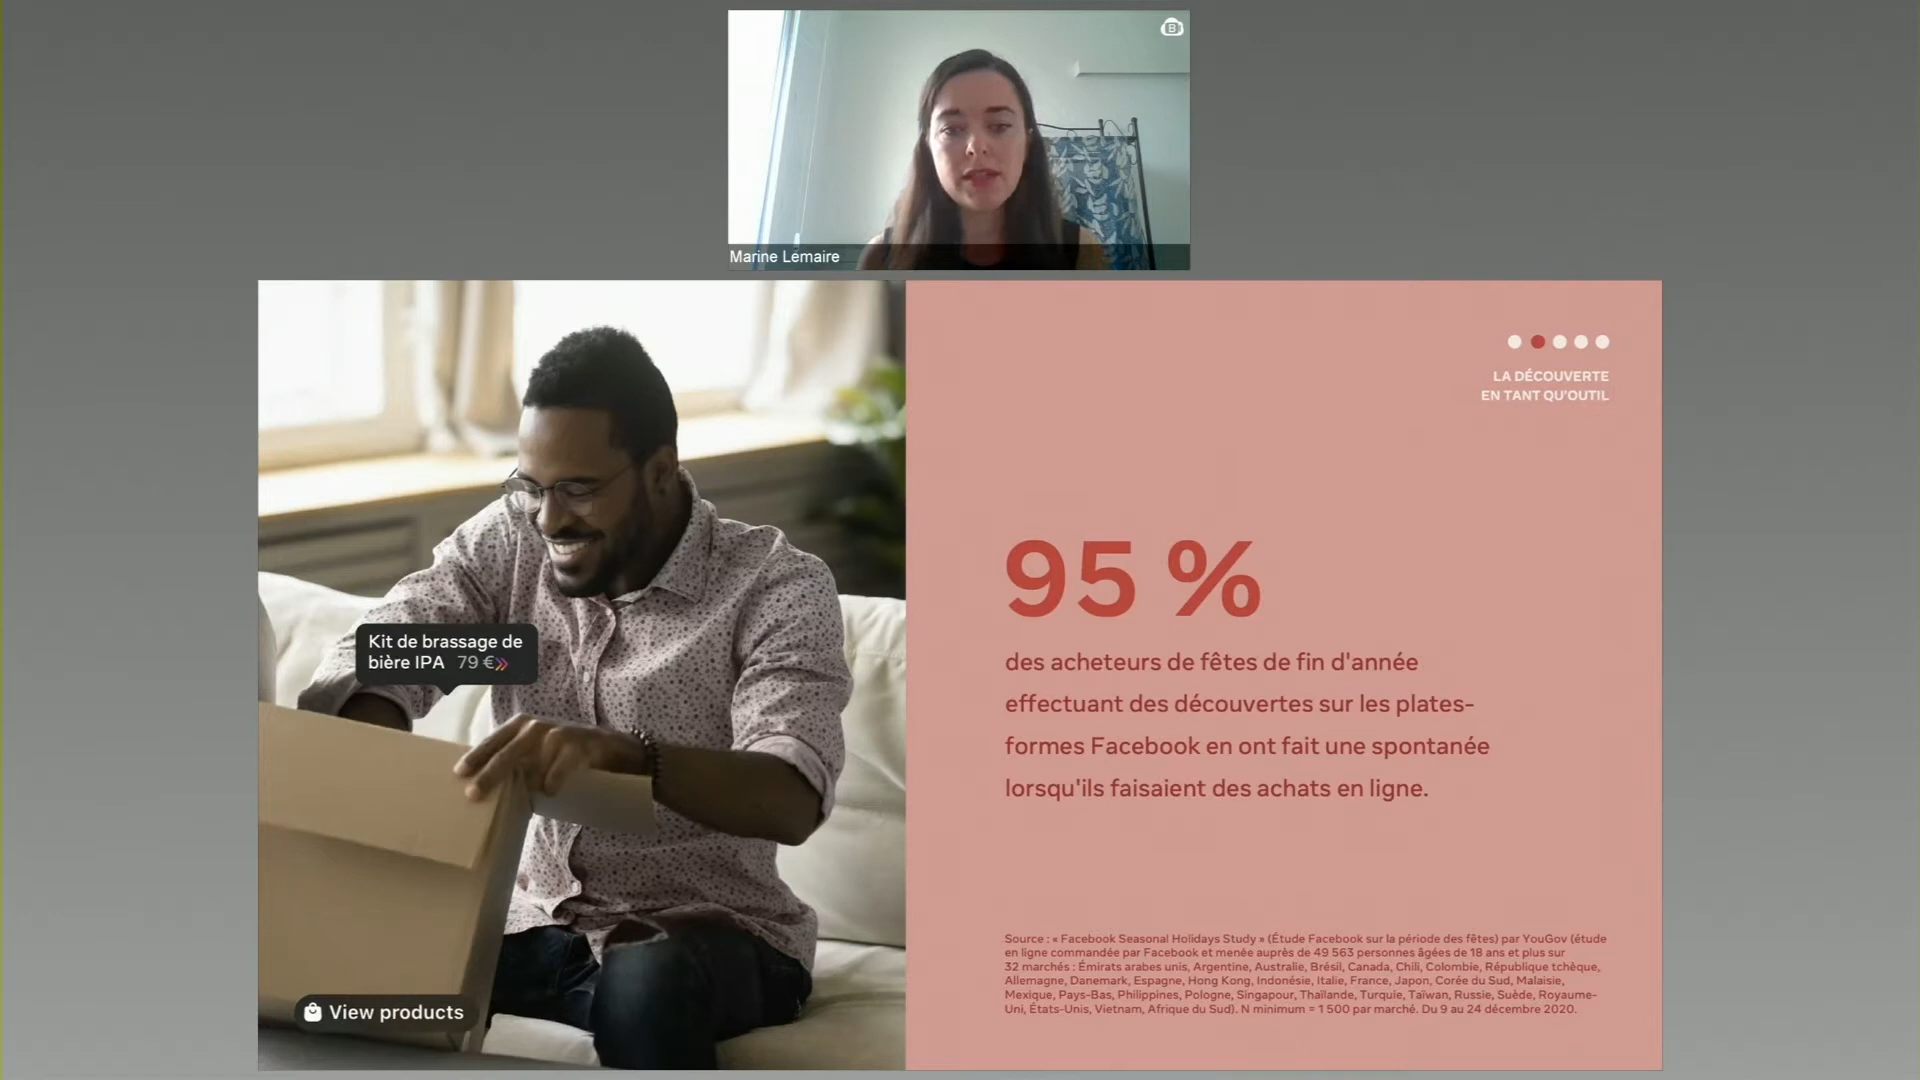 B
Marine Lemaire
LA DÉCOUVERTE
EN TANT QU'OUTIL
Kit de brassage de
bière IPA 79 €
95 %
des acheteurs de fêtes de fin d'année
effectuant des découvertes sur les plates-
formes Facebook en ont fait une spontanée
lorsqu'ils faisaient des achats en ligne.
View products
Source : « Facebook Seasonal Holidays Study » (Étude Facebook sur la période des fêtes) par YouGov (étude
en ligne commandée par Facebook et menée auprès de 49 563 personnes âgées de 18 ans et plus sur
32 marchés : Émirats arabes unis, Argentine, Australie, Brésil, Canada, Chili, Colombie, République tchèque,
Allemagne, Danemark, Espagne, Hong Kong, Indonésie, Italie, France, Japon, Corée du Sud, Malaisie,
Mexique, Pays-Bas, Philippines, Pologne, Singapour, Thaïlande, Turquie, Taïwan, Russie, Suède, Royaume-
Uni, États-Unis, Vietnam, Afrique du Sud). N minimum = 1 500 par marché. Du 9 au 24 décembre 2020.